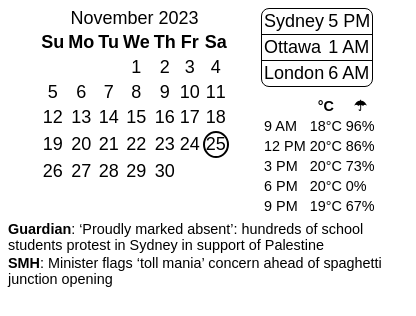 November 2023
Su Mo Tu We Th Fr Sa
1 2 3 4
5 6 7 8 9 10 11
12 13 14 15 16 17 18
19 20 21 22 23 24 25
26 27 28 29 30
Sydney 5 PM
Ottawa 1 AM
London 6 AM
°C ☂
9 AM 18°C 96%
12 PM 20°C 86%
3 PM 20°C 73%
6 PM 20°C 0%
9 PM 19°C 67%
Guardian: ‘Proudly marked absent’: hundreds of school
students protest in Sydney in support of Palestine
SMH: Minister flags ‘toll mania’ concern ahead of spaghetti
junction opening